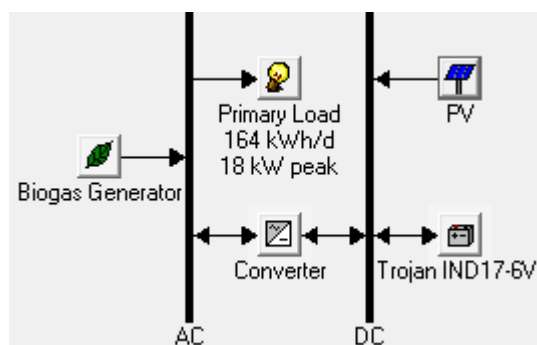 Primary Load
164 kWh/d
18 kW peak
PV
Biogas Generator
Converter
Trojan IND17-6V
AC
DC